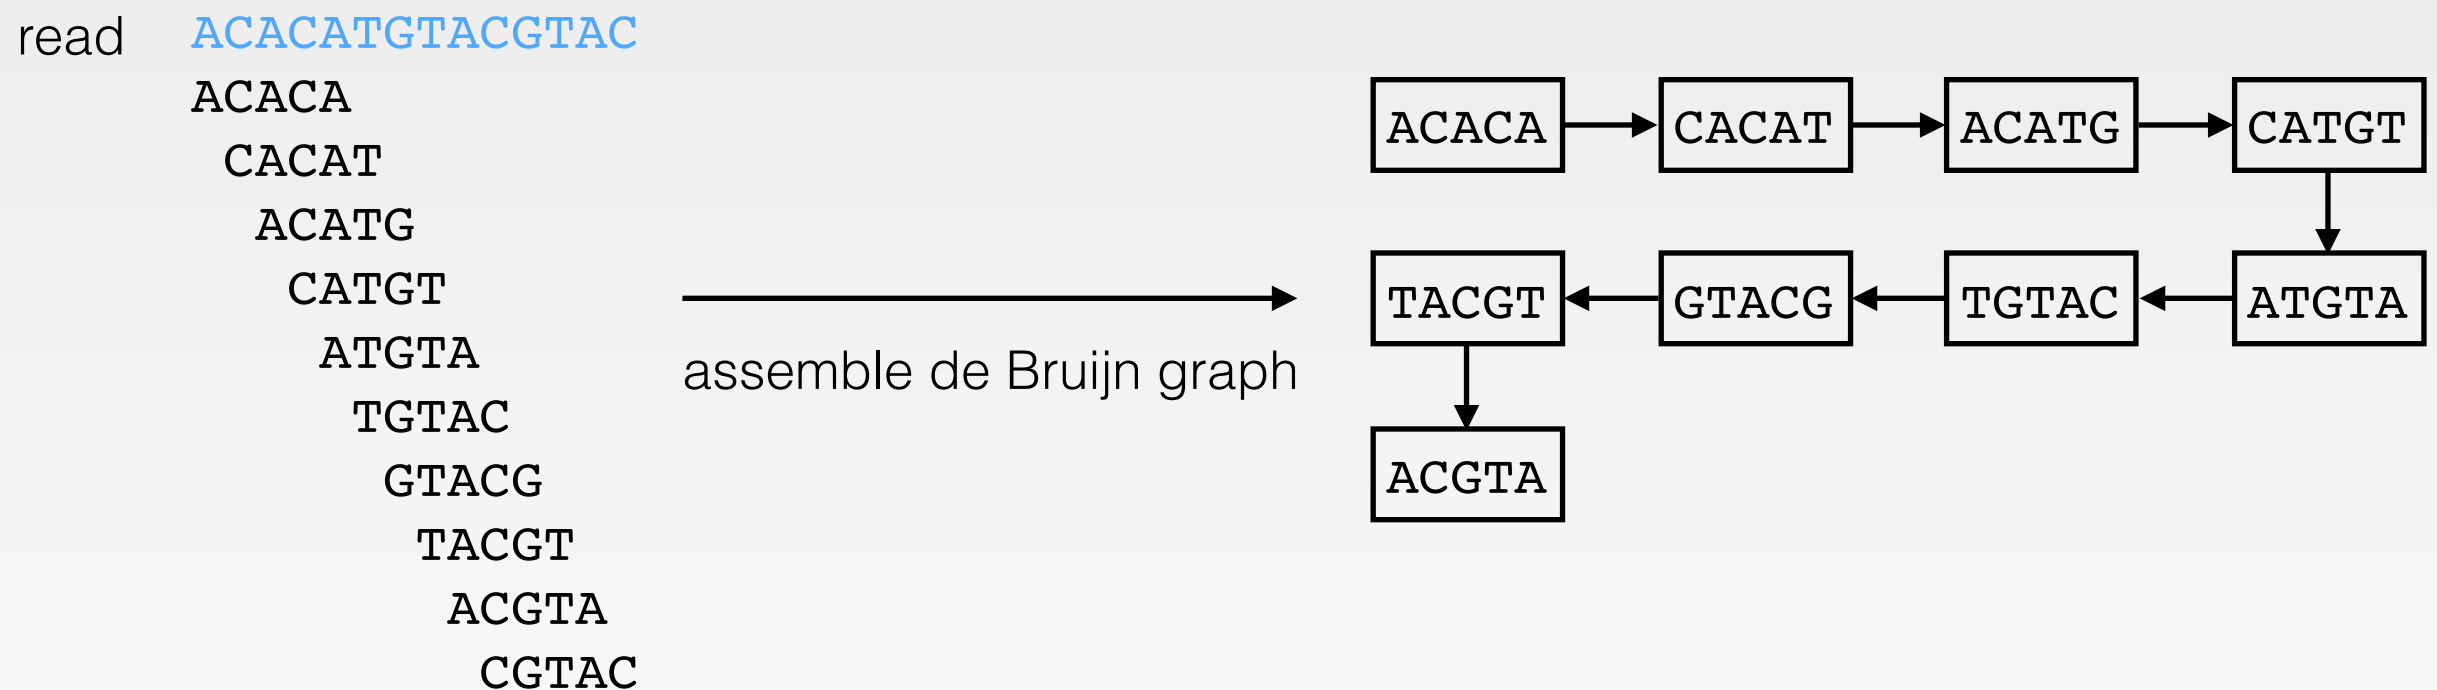 read ACACATGTACGTAC
ACACA
CACAT
ACATG
CATGT
ATGTA
TGTAC
GTACG
TACGT
ACGTA
CGTAC
assemble de Bruijn graph
ACACA CACAT ACATG CATGT
TACGT GTACG TGTAC ATGTA
ACGTA